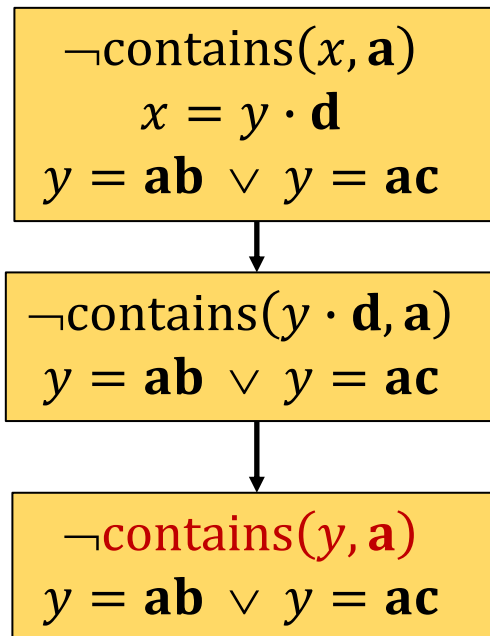 ¬contains(x, a)
x = y · d
y = ab ∨ y = ac
¬contains(y · d, a)
y = ab ∨ y = ac
¬contains(y, a)
y = ab ∨ y = ac